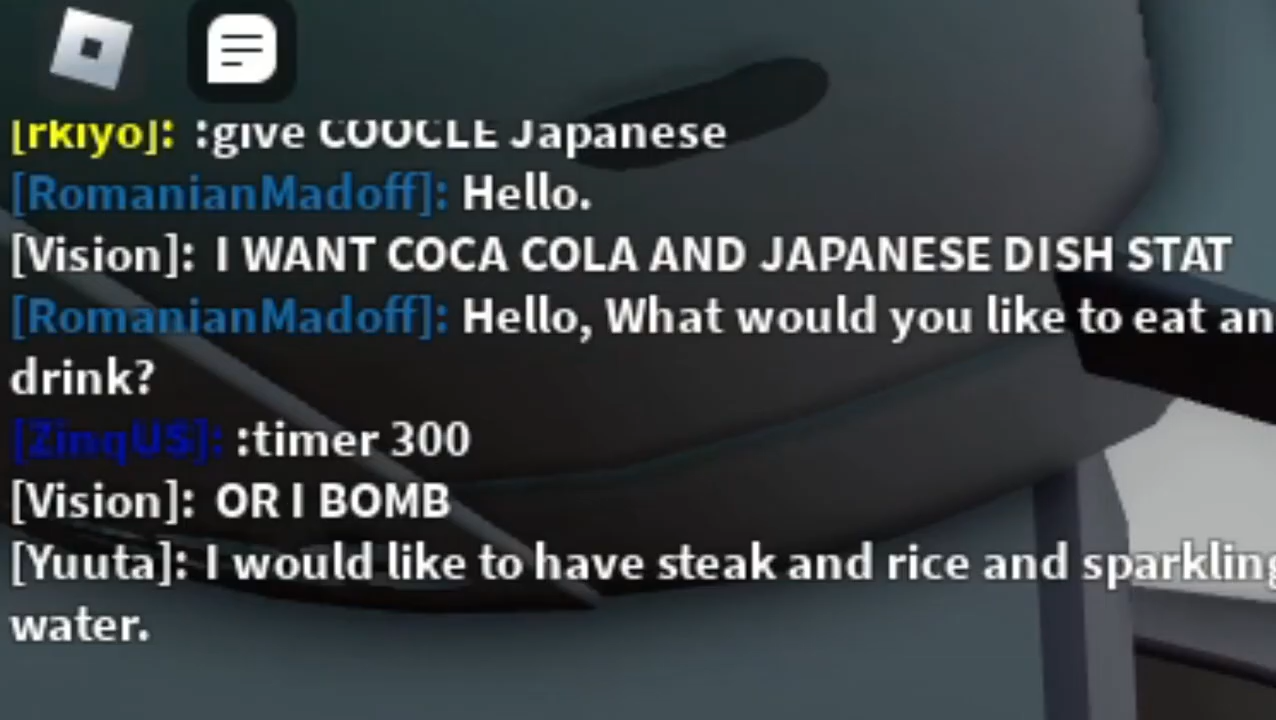 [rkiyo]: :give COOCLE Japanese
[RomanianMadoff]: Hello.
[Vision]: I WANT COCA COLA AND JAPANESE DISH STAT
[RomanianMadoff]: Hello, What would you like to eat an
drink?
[ZinqUS]: :timer 300
[Vision]: OR I BOMB
[Yuuta]: I would like to have steak and rice and sparkling
water.